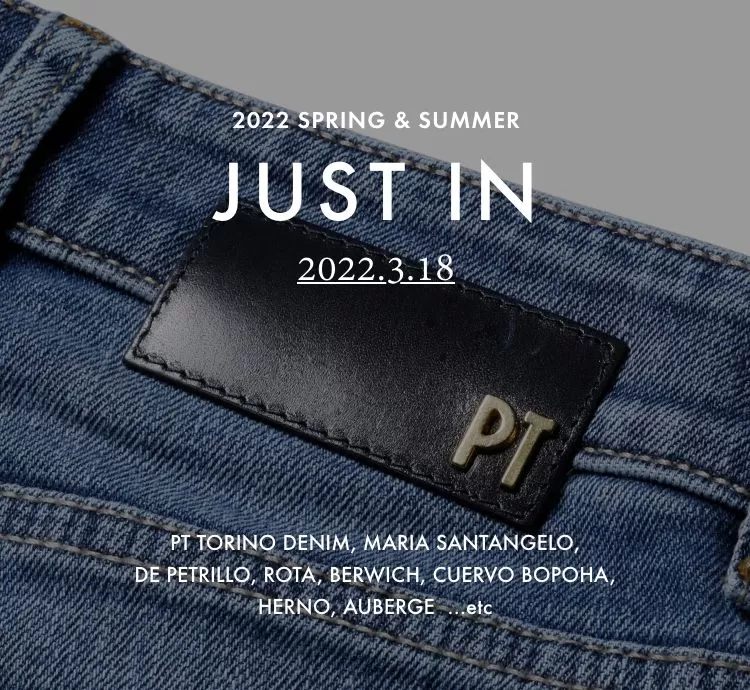 2022 SPRING & SUMMER
JUST IN
2022.3.18
PT
PT TORINO DENIM, MARIA SANTANGELO,
DE PETRILLO, ROTA, BERWICH, CUERVO BOPOHA,
HERNO, AUBERGE ...etc